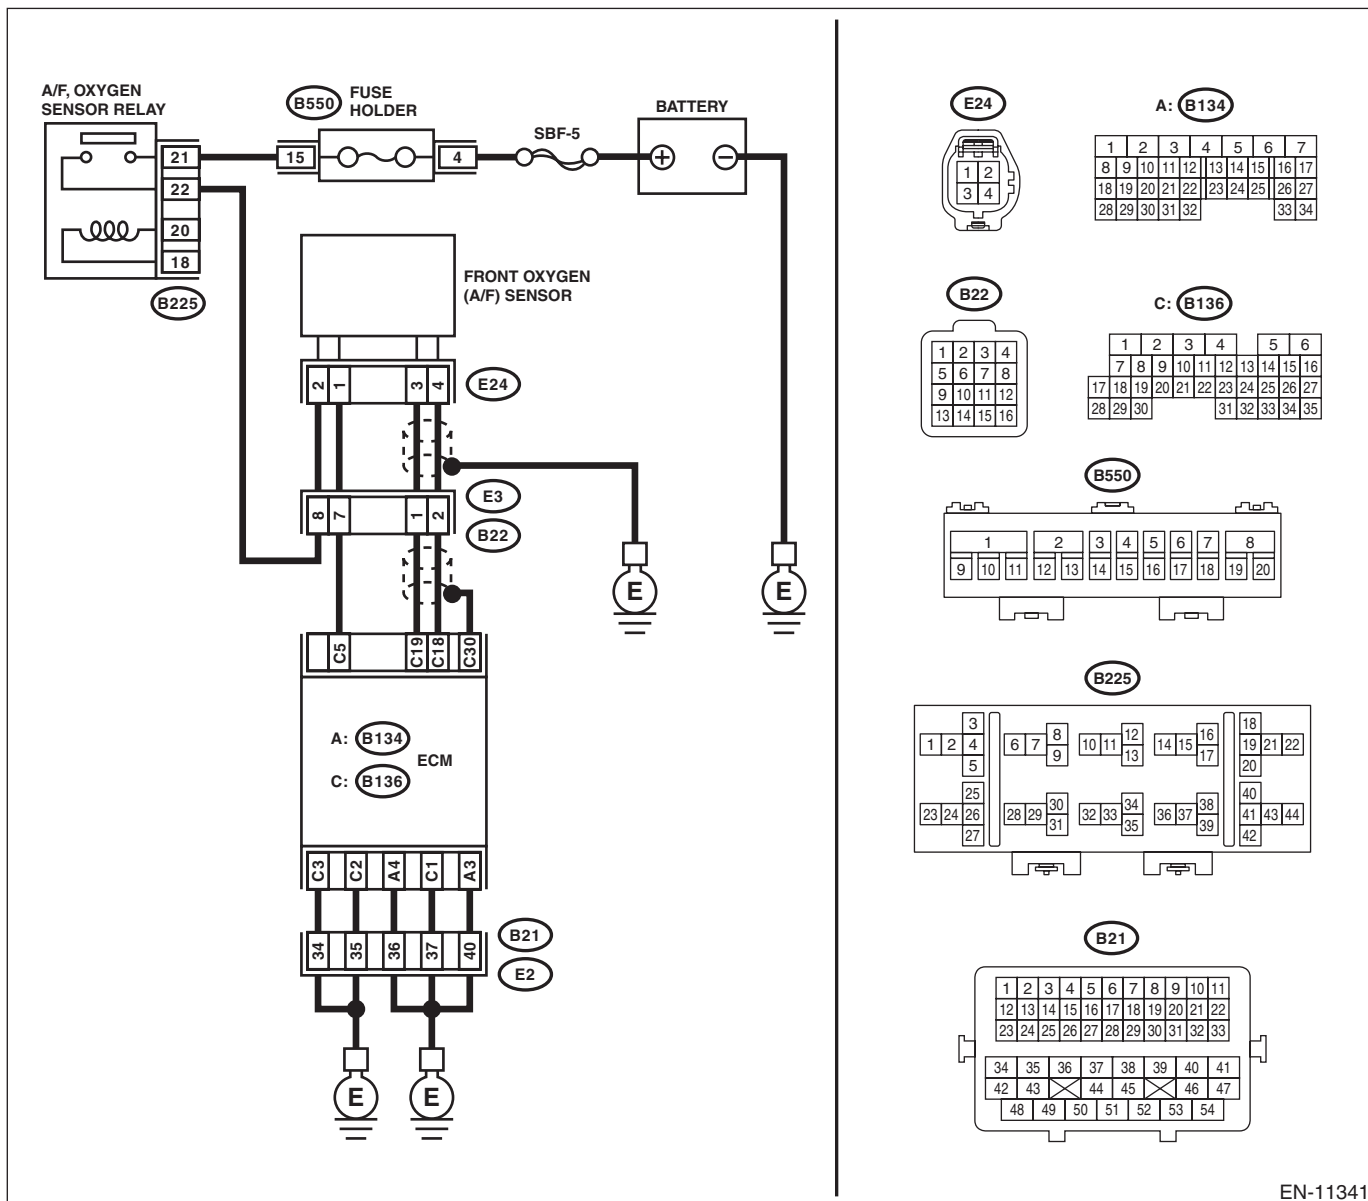 A/F, OXYGEN
SENSOR RELAY
B550
FUSE
HOLDER
BATTERY
SBF-5
21
15
4
22
20
18
B225
FRONT OXYGEN
(A/F) SENSOR
2 1 3 4
E24
8 7 1 2
E3
B22
E
E
C5 C19 C18 C30
A: B134
ECM
C: B136
C3 C2 A4 C1 A3
34 35 36 37 40
B21
E2
E
E
E24
1 2
3 4
A: B134
1 2 3 4 5 6 7
8 9 10 11 12 13 14 15 16 17
18 19 20 21 22 23 24 25 26 27
28 29 30 31 32 33 34
B22
1 2 3 4
5 6 7 8
9 10 11 12
13 14 15 16
C: B136
1 2 3 4 5 6
7 8 9 10 11 12 13 14 15 16
17 18 19 20 21 22 23 24 25 26 27
28 29 30 31 32 33 34 35
B550
1 2 3 4 5 6 7 8
9 10 11 12 13 14 15 16 17 18 19 20
B225
3 8 12 16 18
1 2 4 6 7 9 10 11 13 14 15 17 19 21 22
5 20
25 30 34 38 40
23 24 26 28 29 31 32 33 35 36 37 39 41 43 44
27 42
B21
1 2 3 4 5 6 7 8 9 10 11
12 13 14 15 16 17 18 19 20 21 22
23 24 25 26 27 28 29 30 31 32 33
34 35 36 37 38 39 40 41
42 43 44 45 46 47
48 49 50 51 52 53 54
EN-11341